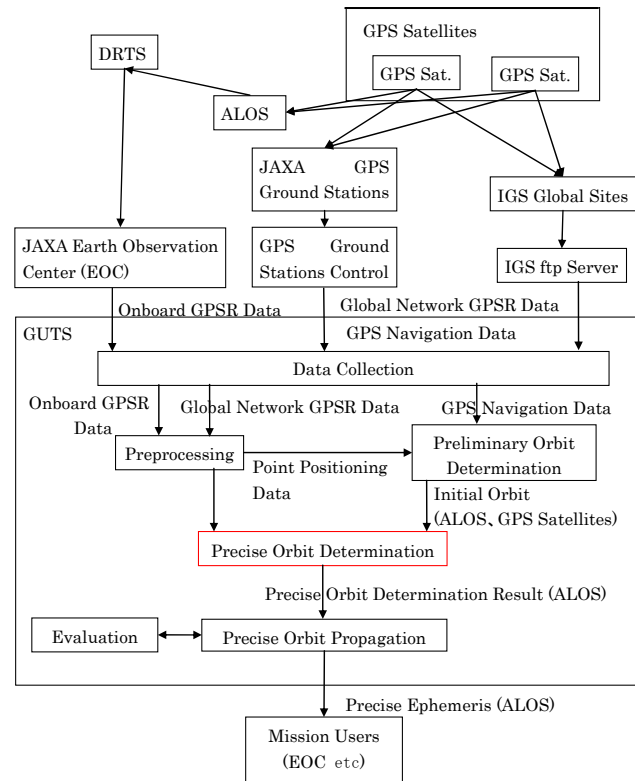 GPS Satellites
DRTS
GPS Sat.
GPS Sat.
ALOS
JAXA GPS
Ground Stations
IGS Global Sites
JAXA Earth Observation
Center (EOC)
GPS Ground
Stations Control
IGS ftp Server
Onboard GPSR Data
Global Network GPSR Data
GUTS
GPS Navigation Data
Data Collection
Onboard GPSR
Data
Global Network GPSR Data
GPS Navigation Data
Preprocessing
Point Positioning
Data
Preliminary Orbit
Determination
Initial Orbit
(ALOS、GPS Satellites)
Precise Orbit Determination
Precise Orbit Determination Result (ALOS)
Evaluation
Precise Orbit Propagation
Precise Ephemeris (ALOS)
Mission Users
(EOC etc)